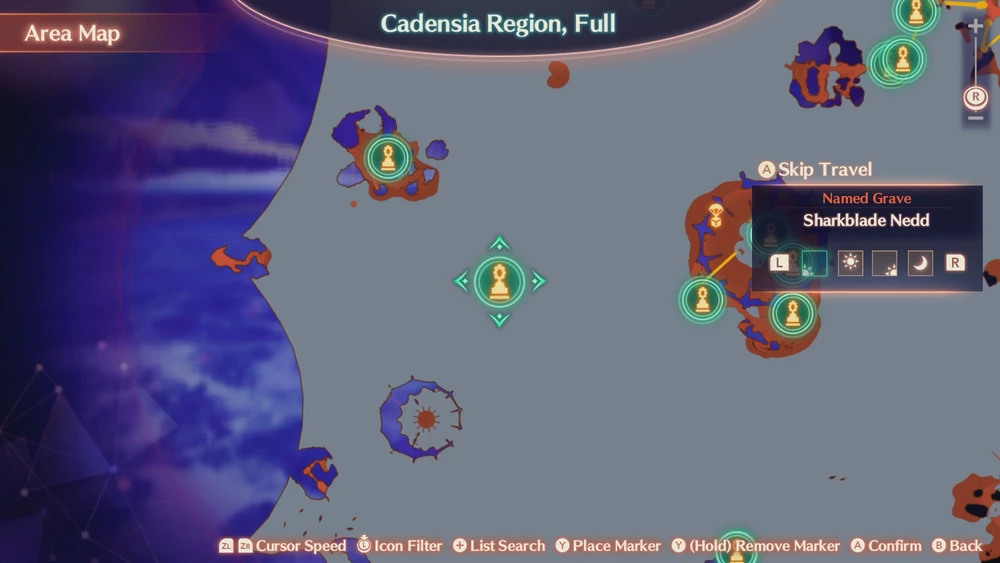 Area Map
Cadensia Region, Full
R
A Skip Travel
Named Grave
Sharkblade Nedd
L R
ZL ZR Cursor Speed L Icon Filter + List Search Y Place Marker Y (Hold) Remove Marker A Confirm B Back